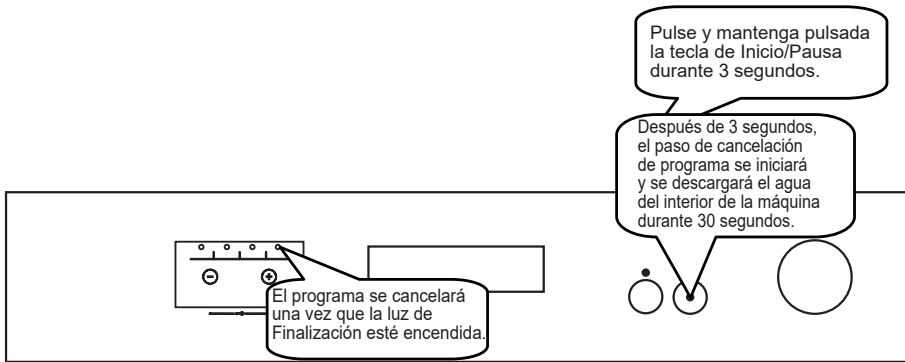 Pulse y mantenga pulsada
la tecla de Inicio/Pausa
durante 3 segundos.
Después de 3 segundos,
el paso de cancelación
de programa se iniciará
y se descargará el agua
del interior de la máquina
durante 30 segundos.
El programa se cancelará
una vez que la luz de
Finalización esté encendida.